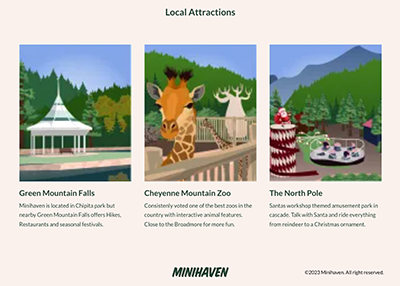 Local Attractions
Green Mountain Falls
Minihaven is located in Chipita park but
nearby Green Mountain Falls offers Hikes,
Restaurants and seasonal festivals.
Cheyenne Mountain Zoo
Consistenly voted one of the best zoos in the
country with interactive animal features.
Close to the Broadmore for more fun.
The North Pole
Santas workshop themed amusement park in
cascade. Talk with Santa and ride everything
from reindeer to a Christmas ornament.
MINIHAVEN
©2023 Minihaven. All right reserved.